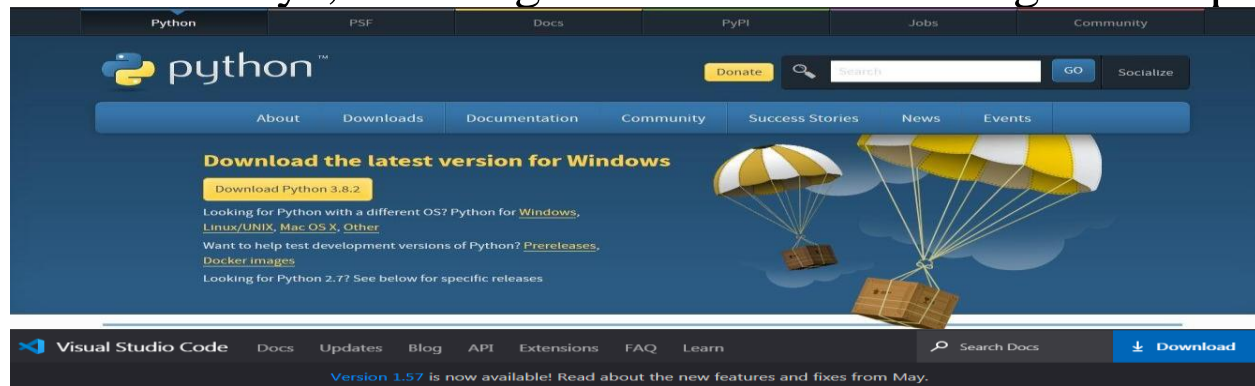 Python PSF Docs PyPI Jobs Community
python™ Donate Search GO Socialize
About Downloads Documentation Community Success Stories News Events
Download the latest version for Windows
Download Python 3.8.2
Looking for Python with a different OS? Python for Windows,
Linux/UNIX, Mac OS X, Other
Want to help test development versions of Python? Prereleases,
Docker images
Looking for Python 2.7? See below for specific releases
Visual Studio Code Docs Updates Blog API Extensions FAQ Learn Search Docs Download
Version 1.57 is now available! Read about the new features and fixes from May.